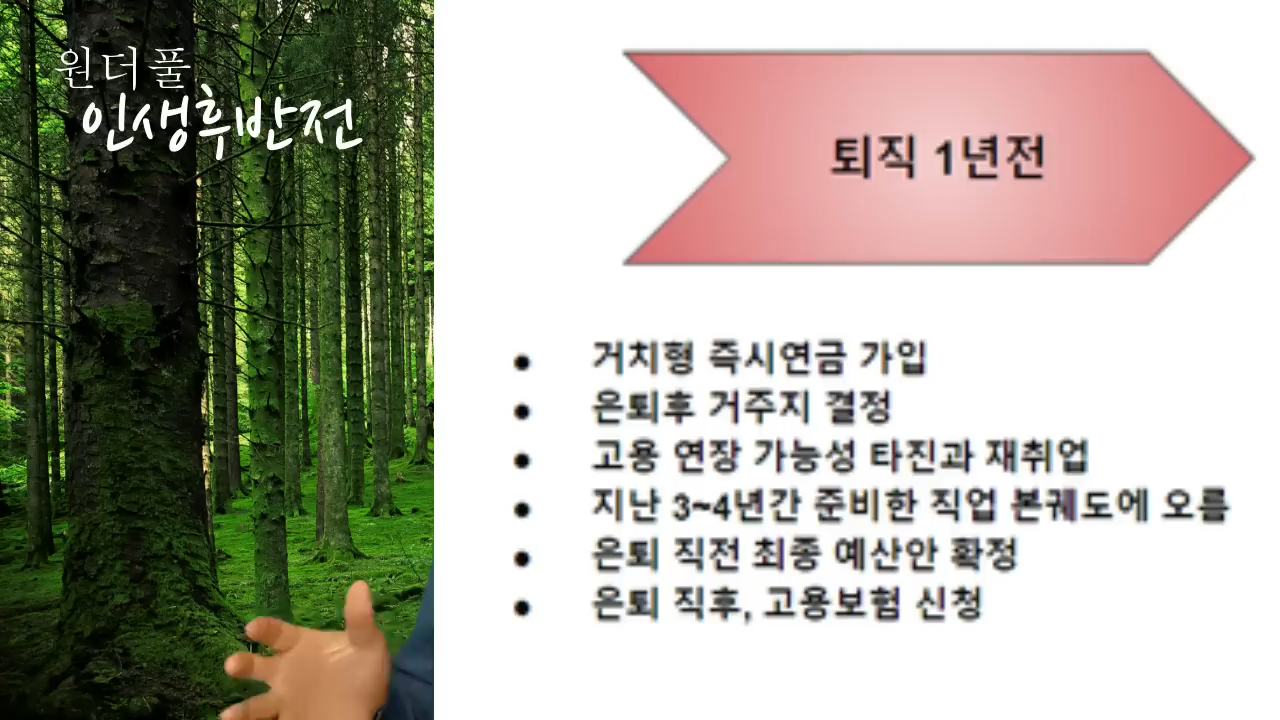 원더풀
인생후반전
퇴직 1년전
● 거치형 즉시연금 가입
● 은퇴후 거주지 결정
● 고용 연장 가능성 타진과 재취업
● 지난 3~4년간 준비한 직업 본궤도에 오름
● 은퇴 직전 최종 예산안 확정
● 은퇴 직후, 고용보험 신청